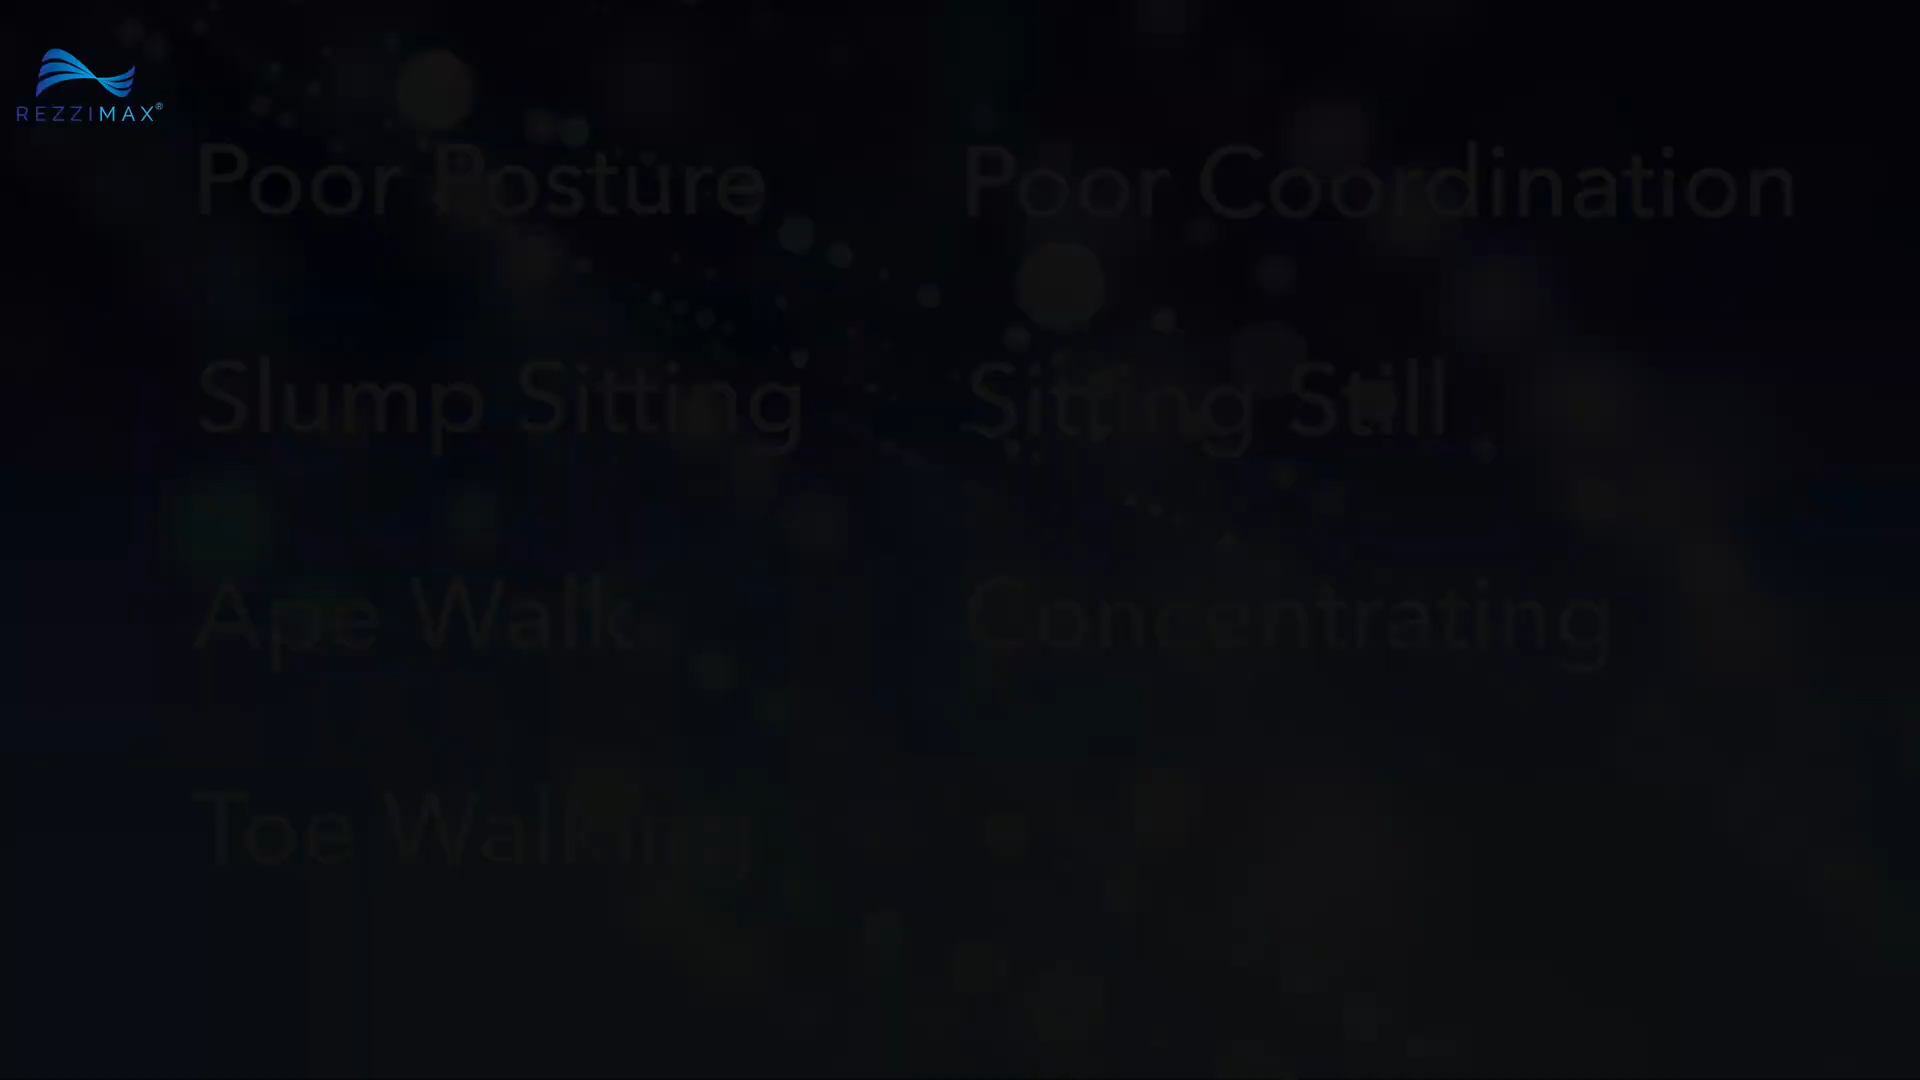 REZZIMAX®
Poor Posture
Poor Coordination
Slump Sitting
Sitting Still
Ape Walk
Concentrating
Toe Walking